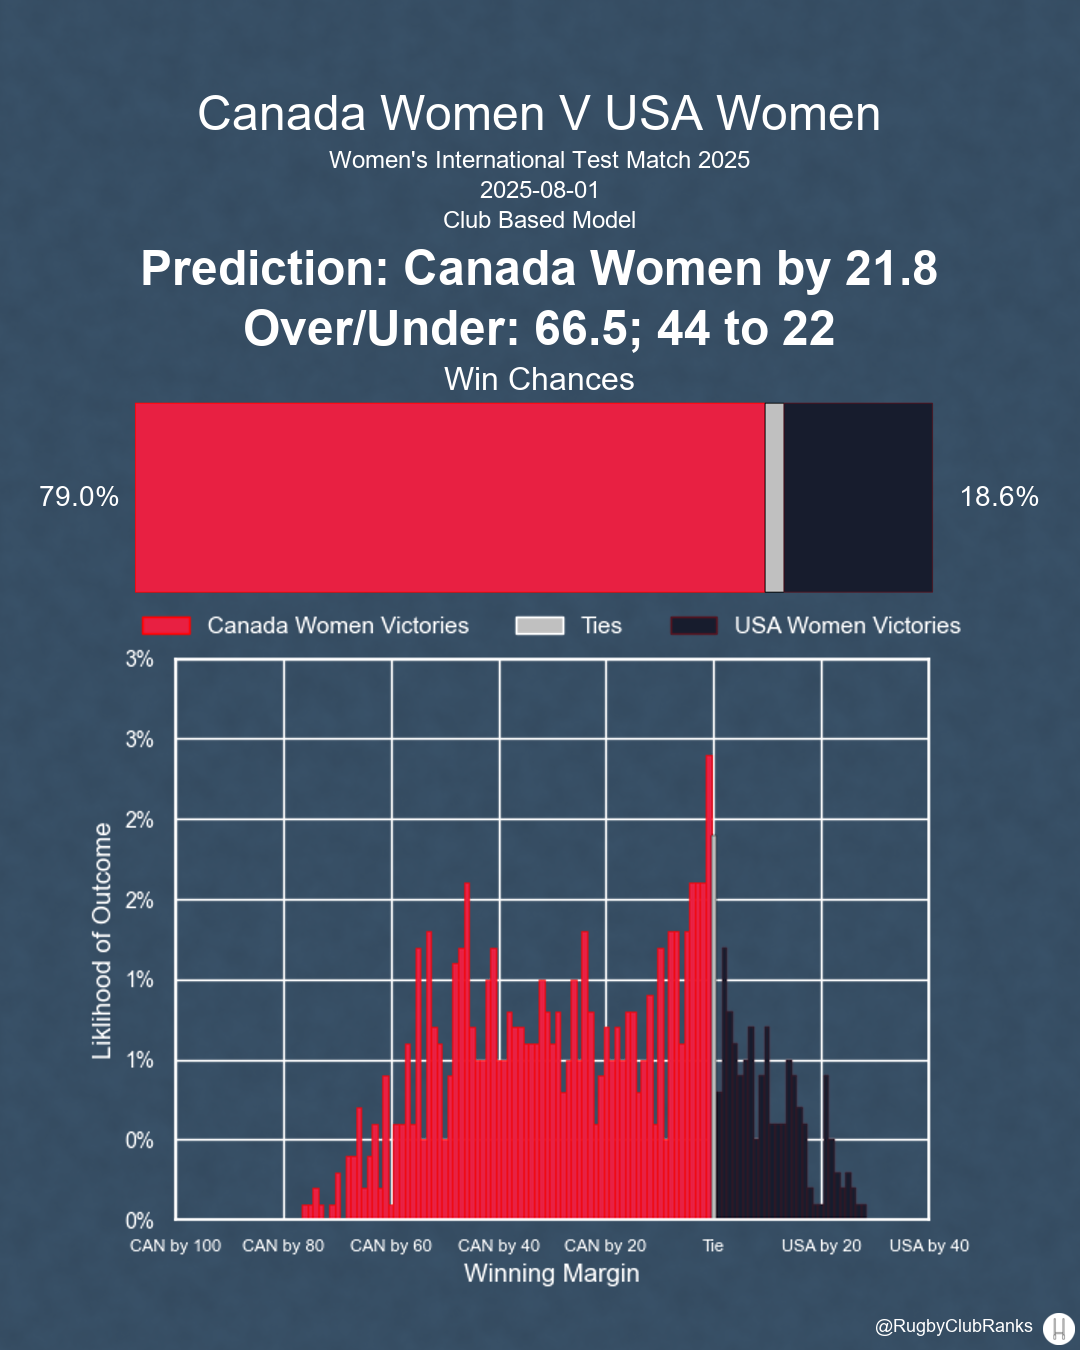 Canada Women V USA Women
Women's International Test Match 2025
2025-08-01
Club Based Model
Prediction: Canada Women by 21.8
Over/Under: 66.5; 44 to 22
Win Chances
79.0%
18.6%
Canada Women Victories
Ties
USA Women Victories
3%
3%
2%
2%
1%
1%
0%
0%
Liklihood of Outcome
CAN by 100
CAN by 80
CAN by 60
CAN by 40
CAN by 20
Tie
USA by 20
USA by 40
Winning Margin
@RugbyClubRanks